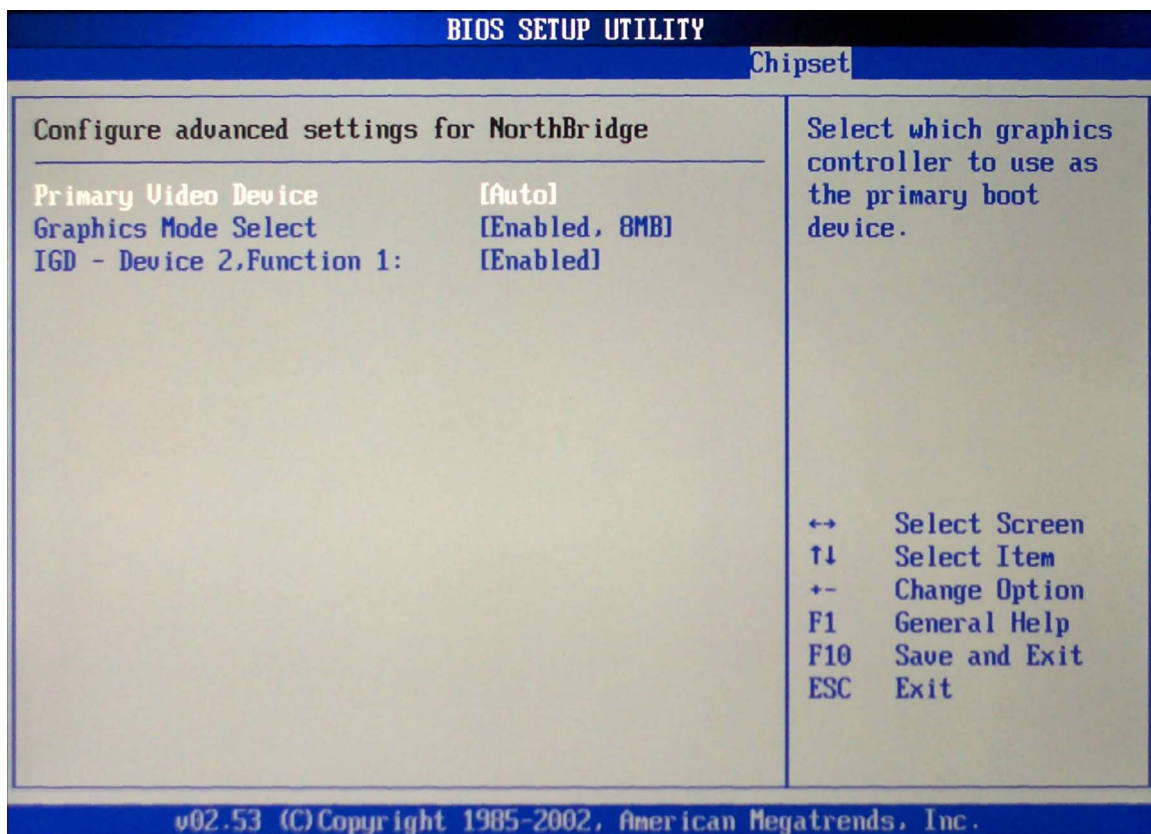 BIOS SETUP UTILITY
Chipset
Configure advanced settings for NorthBridge
Primary Video Device [Auto]
Graphics Mode Select [Enabled, 8MB]
IGD - Device 2,Function 1: [Enabled]
Select which graphics
controller to use as
the primary boot
device.
←→ Select Screen
↑↓ Select Item
+- Change Option
F1 General Help
F10 Save and Exit
ESC Exit
v02.53 (C)Copyright 1985-2002, American Megatrends, Inc.